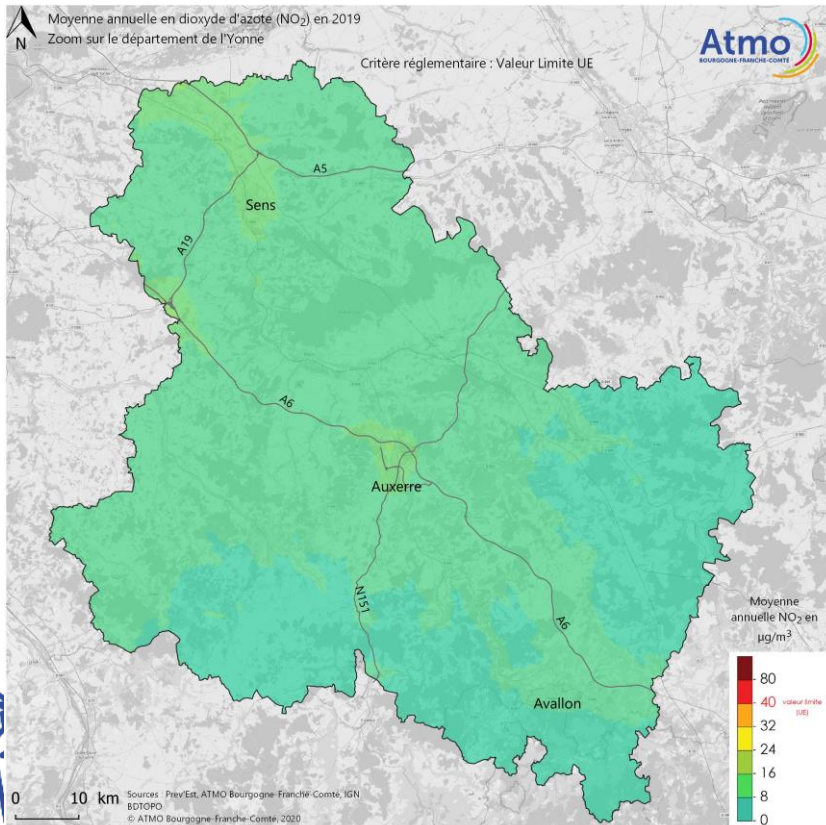 Moyenne annuelle en dioxyde d'azote (NO₂) en 2019
Zoom sur le département de l'Yonne
N
Critère réglementaire : Valeur Limite UE
Atmo
BOURGOGNE-FRANCHE-COMTÉ
A5
Sens
A19
A6
Auxerre
N151
A6
Avallon
Moyenne
annuelle NO₂ en
µg/m³
80
40 valeur limite
(UE)
32
24
16
8
0
0 10 km
Sources : Prev'Est, ATMO Bourgogne-Franche-Comté, IGN
BDTOPO
© ATMO Bourgogne-Franche-Comté, 2020